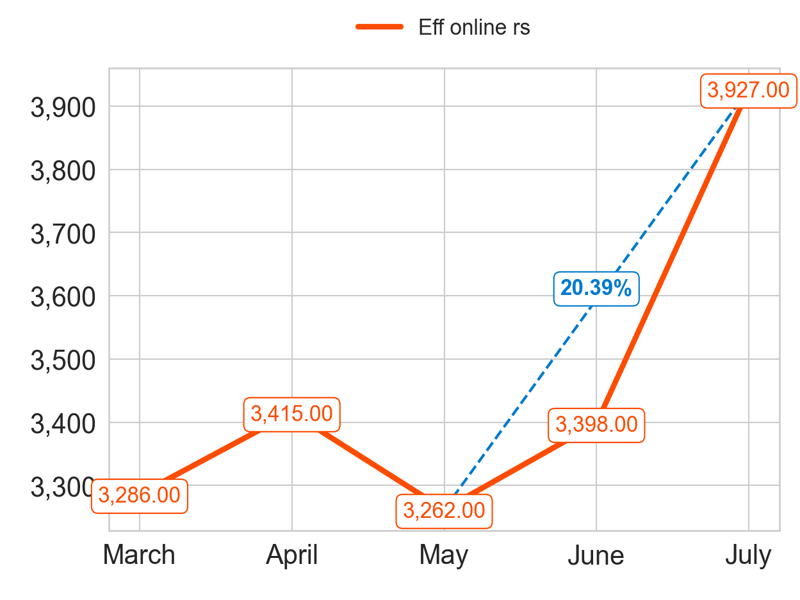 Eff online rs
3,927.00
3,900
3,800
3,700
3,600
20.39%
3,500
3,400
3,415.00
3,398.00
3,300
3,286.00
3,262.00
March
April
May
June
July